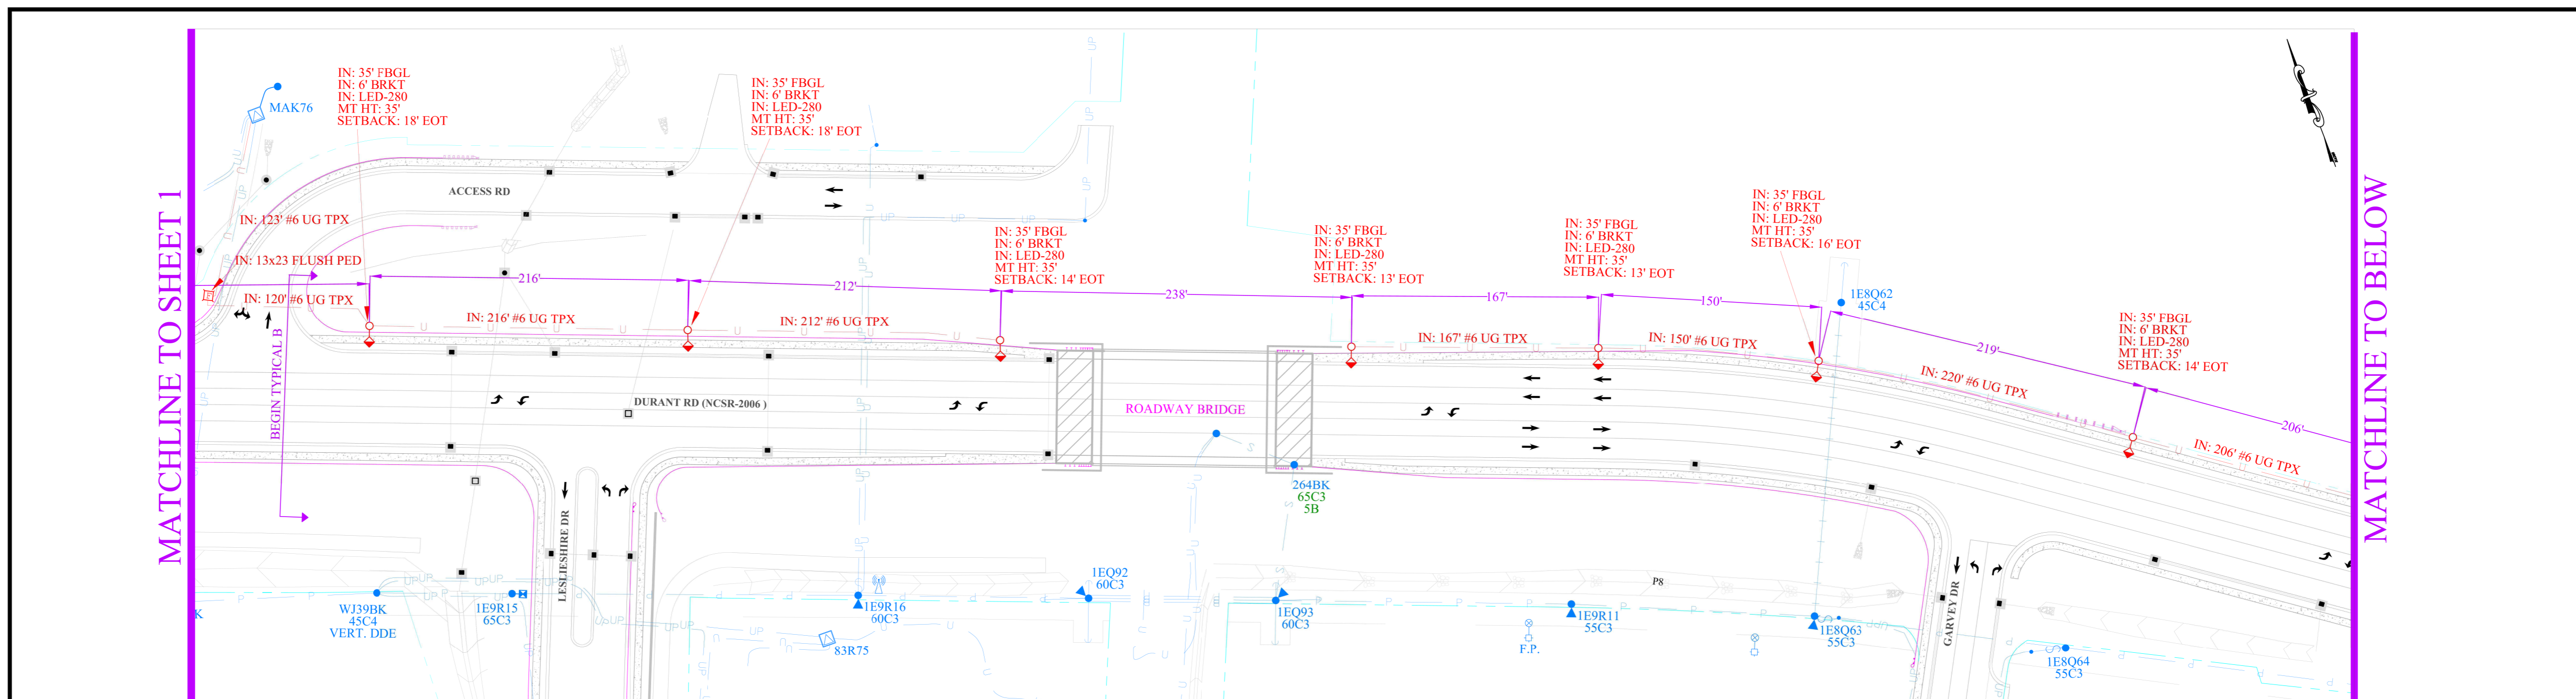 MATCHLINE TO SHEET 1
MAK76
IN: 35' FBGL
IN: 6' BRKT
IN: LED-280
MT HT: 35'
SETBACK: 18' EOT
IN: 35' FBGL
IN: 6' BRKT
IN: LED-280
MT HT: 35'
SETBACK: 18' EOT
ACCESS RD
IN: 123' #6 UG TPX
IN: 13x23 FLUSH PED
IN: 120' #6 UG TPX
BEGIN TYPICAL B
216'
IN: 216' #6 UG TPX
212'
IN: 212' #6 UG TPX
IN: 35' FBGL
IN: 6' BRKT
IN: LED-280
MT HT: 35'
SETBACK: 14' EOT
238'
IN: 35' FBGL
IN: 6' BRKT
IN: LED-280
MT HT: 35'
SETBACK: 13' EOT
167'
IN: 167' #6 UG TPX
IN: 35' FBGL
IN: 6' BRKT
IN: LED-280
MT HT: 35'
SETBACK: 13' EOT
150'
IN: 150' #6 UG TPX
IN: 35' FBGL
IN: 6' BRKT
IN: LED-280
MT HT: 35'
SETBACK: 16' EOT
1E8Q62
45C4
219'
IN: 220' #6 UG TPX
IN: 35' FBGL
IN: 6' BRKT
IN: LED-280
MT HT: 35'
SETBACK: 14' EOT
206'
IN: 206' #6 UG TPX
MATCHLINE TO BELOW
DURANT RD (NCSR-2006 )
ROADWAY BRIDGE
264BK
65C3
5B
LESLIESHIRE DR
GARVEY DR
K
WJ39BK
45C4
VERT. DDE
1E9R15
65C3
1E9R16
60C3
83R75
1EQ92
60C3
1EQ93
60C3
P8
1E9R11
55C3
F.P.
1E8Q63
55C3
1E8Q64
55C3